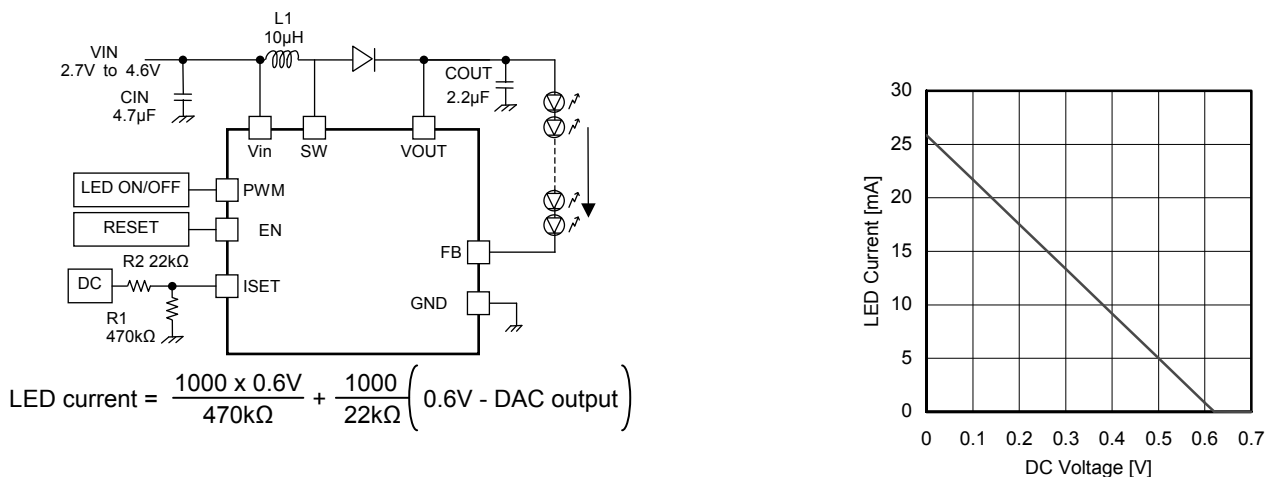 L1
10μH
VIN
2.7V to 4.6V
CIN
4.7μF
COUT
2.2μF
Vin
SW
VOUT
LED ON/OFF
PWM
RESET
EN
R2 22kΩ
FB
DC
ISET
R1
470kΩ
GND
LED current = 1000 x 0.6V / 470kΩ + 1000 / 22kΩ ( 0.6V - DAC output )
30
25
20
15
10
5
0
LED Current [mA]
0 0.1 0.2 0.3 0.4 0.5 0.6 0.7
DC Voltage [V]